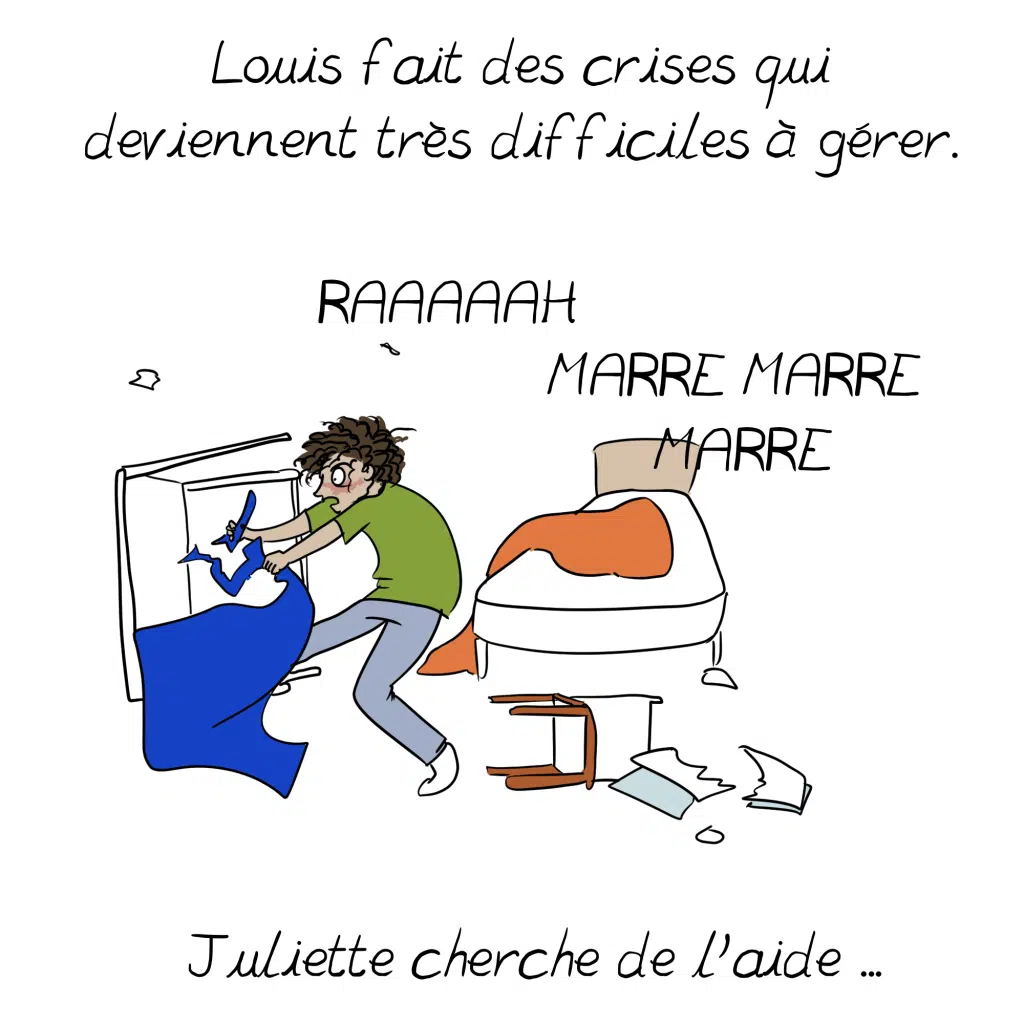 Louis fait des crises qui
deviennent très difficiles à gérer.
RAAAAAH
MARRE MARRE
MARRE
Juliette cherche de l'aide ...